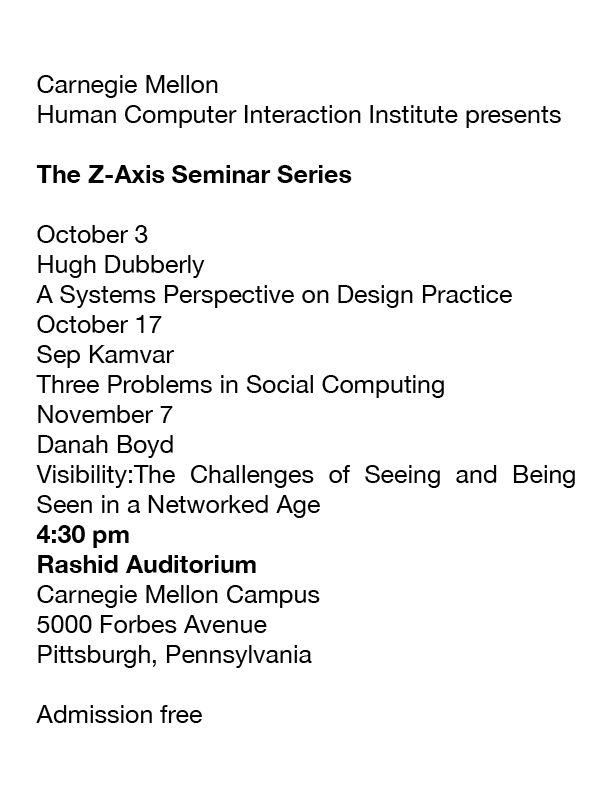 Carnegie Mellon
Human Computer Interaction Institute presents
The Z-Axis Seminar Series
October 3
Hugh Dubberly
A Systems Perspective on Design Practice
October 17
Sep Kamvar
Three Problems in Social Computing
November 7
Danah Boyd
Visibility:The Challenges of Seeing and Being
Seen in a Networked Age
4:30 pm
Rashid Auditorium
Carnegie Mellon Campus
5000 Forbes Avenue
Pittsburgh, Pennsylvania
Admission free